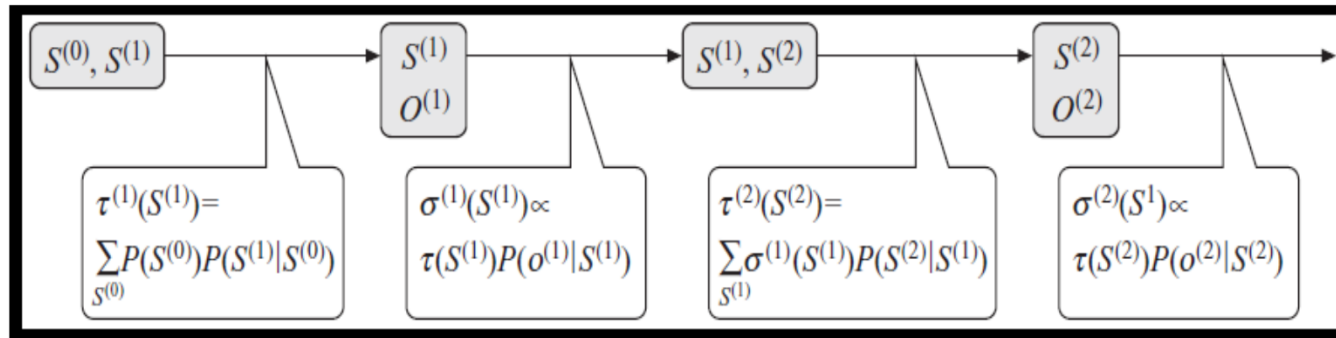 S⁽⁰⁾, S⁽¹⁾
S⁽¹⁾
O⁽¹⁾
S⁽¹⁾, S⁽²⁾
S⁽²⁾
O⁽²⁾
τ⁽¹⁾(S⁽¹⁾)=
∑P(S⁽⁰⁾)P(S⁽¹⁾|S⁽⁰⁾)
S⁽⁰⁾
σ⁽¹⁾(S⁽¹⁾)∝
τ(S⁽¹⁾)P(o⁽¹⁾|S⁽¹⁾)
τ⁽²⁾(S⁽²⁾)=
∑σ⁽¹⁾(S⁽¹⁾)P(S⁽²⁾|S⁽¹⁾)
S⁽¹⁾
σ⁽²⁾(S¹)∝
τ(S⁽²⁾)P(o⁽²⁾|S⁽²⁾)